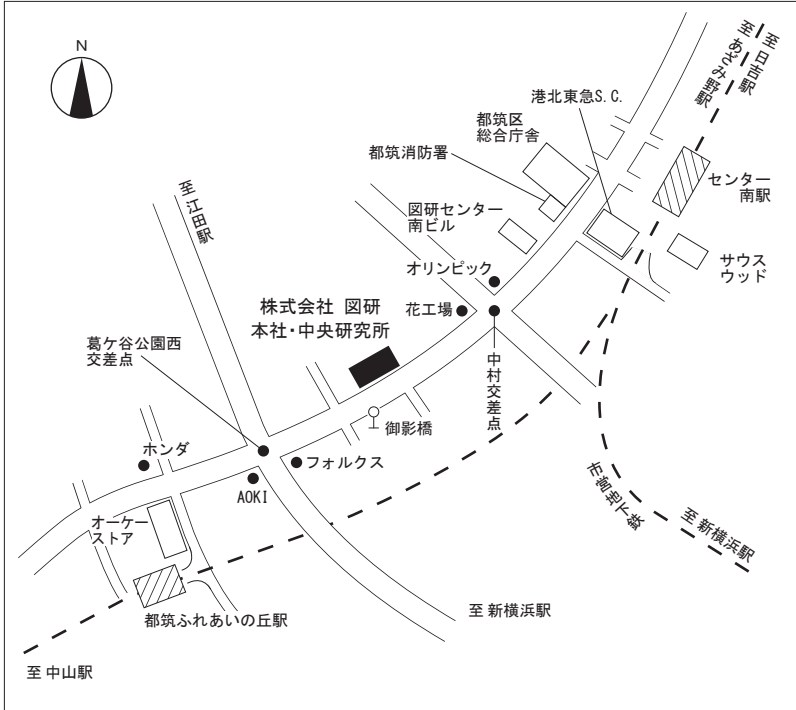 N
至 日吉駅
至 あざみ野駅
港北東急S.C.
都筑区
総合庁舎
都筑消防署
センター
南駅
至 江田駅
図研センター
南ビル
サウス
ウッド
オリンピック
株式会社 図研
本社・中央研究所
花工場
葛ケ谷公園西
交差点
中村交差点
御影橋
ホンダ
フォルクス
AOKI
市営地下鉄
オーケー
ストア
至 新横浜駅
至 新横浜駅
都筑ふれあいの丘駅
至 中山駅